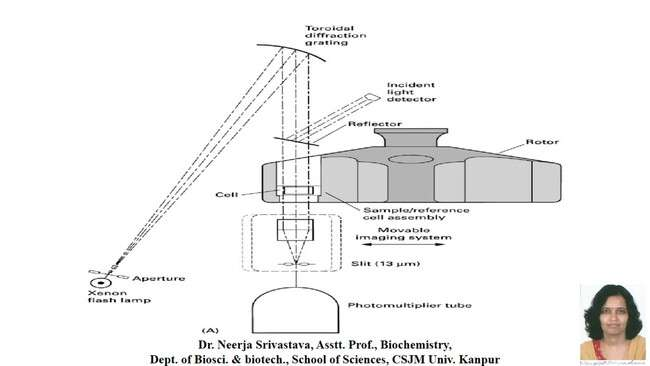 Toroidal
diffraction
grating
Incident
light
detector
Reflector
Rotor
Cell
Sample/reference
cell assembly
Movable
imaging system
Slit (13 µm)
Aperture
Xenon
flash lamp
Photomultiplier tube
(A)
Dr. Neerja Srivastava, Asstt. Prof., Biochemistry,
Dept. of Biosci. & biotech., School of Sciences, CSJM Univ. Kanpur